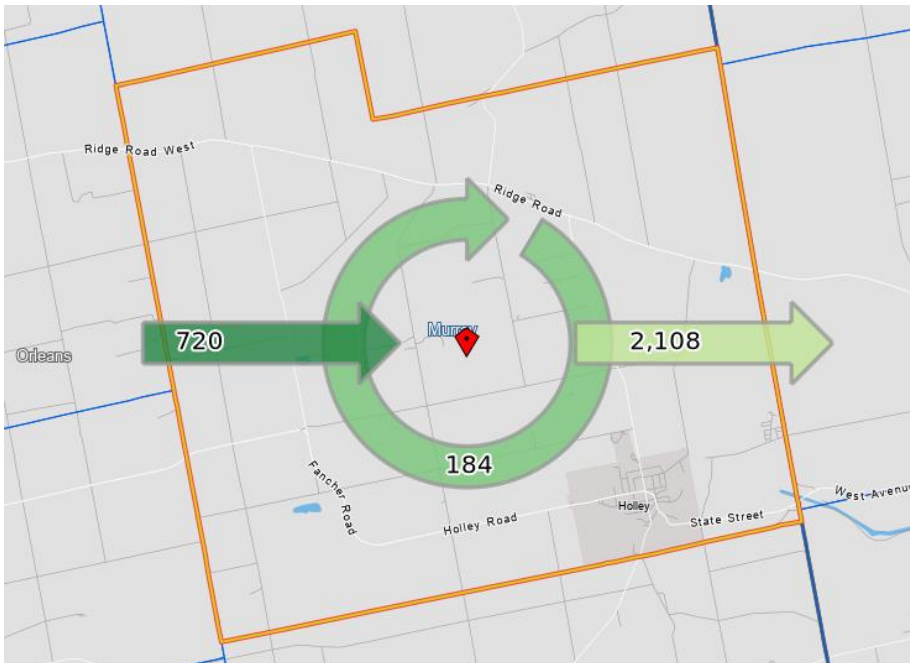 Ridge Road West
Ridge Road
720
Murray
2,108
Orleans
184
Fancher Road
Holley Road
Holley
State Street
West Avenue